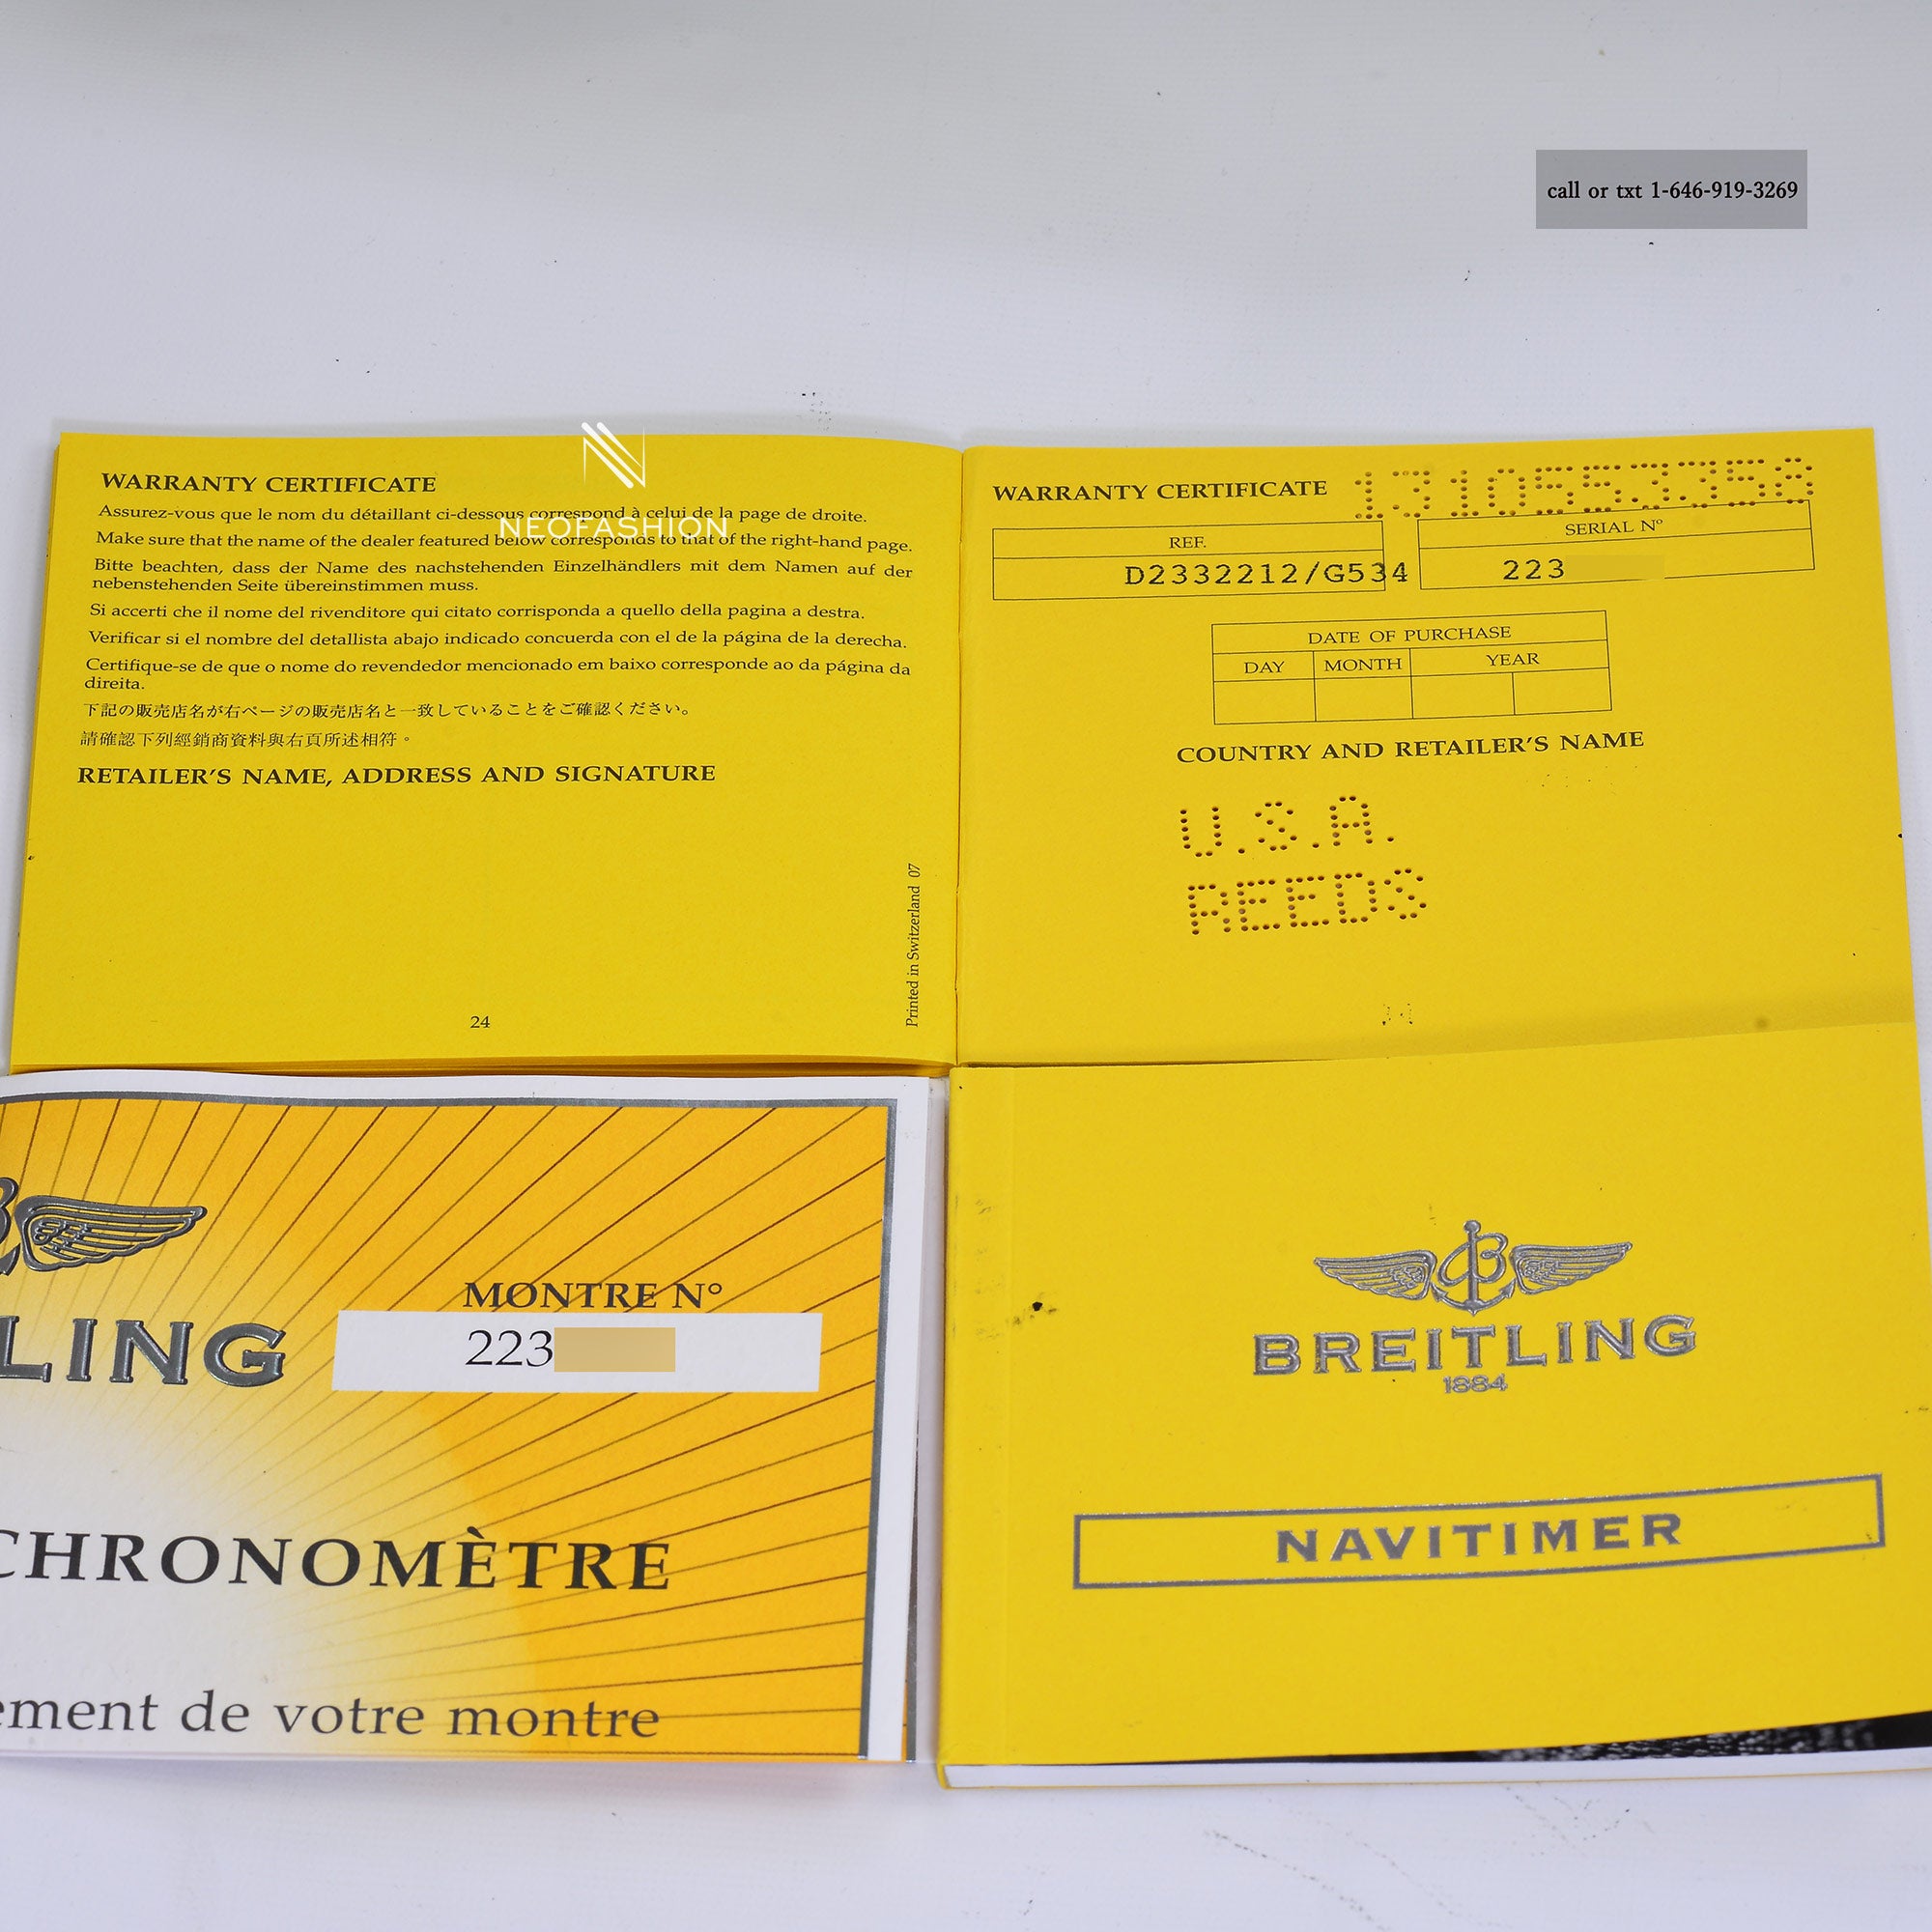 call or txt 1-646-919-3269
NEOFASHION
WARRANTY CERTIFICATE
Assurez-vous que le nom du détaillant ci-dessous correspond à celui de la page de droite.
Make sure that the name of the dealer featured below corresponds to that of the right-hand page.
Bitte beachten, dass der Name des nachstehenden Einzelhändlers mit dem Namen auf der
nebenstehenden Seite übereinstimmen muss.
Si accerti che il nome del rivenditore qui citato corrisponda a quello della pagina a destra.
Verificar si el nombre del detallista abajo indicado concuerda con el de la página de la derecha.
Certifique-se de que o nome do revendedor mencionado em baixo corresponde ao da página da
direita.
下記の販売店名が右ページの販売店名と一致していることをご確認ください。
請確認下列經銷商資料與右頁所述相符。
RETAILER'S NAME, ADDRESS AND SIGNATURE
Printed in Switzerland 07
24
WARRANTY CERTIFICATE 1310553358
REF.
D2332212/G534
SERIAL Nº
223
DATE OF PURCHASE
DAY MONTH YEAR
COUNTRY AND RETAILER'S NAME
U.S.A.
REEDS
LING
MONTRE N°
223
CHRONOMÈTRE
ement de votre montre
BREITLING
1884
NAVITIMER